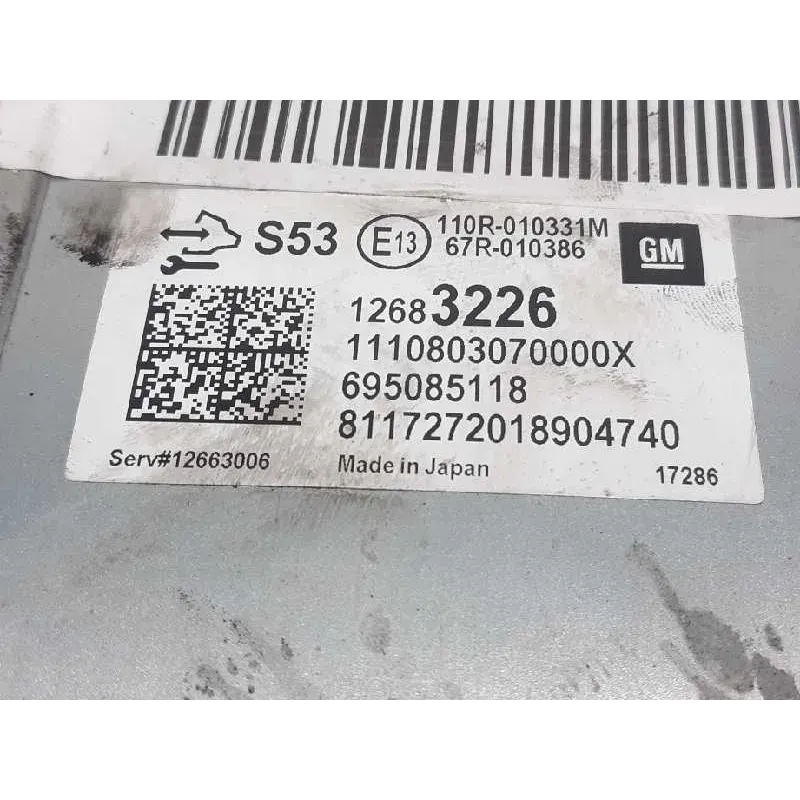 S53 E13 110R-010331M
67R-010386 GM
12683226
1110803070000X
695085118
8117272018904740
Serv#12663006 Made in Japan 17286